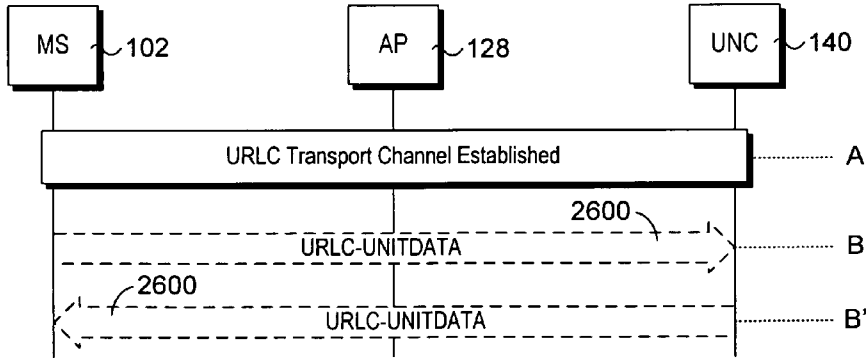 MS 102 AP 128 UNC 140
URLC Transport Channel Established A
2600
URLC-UNITDATA B
2600
URLC-UNITDATA B'